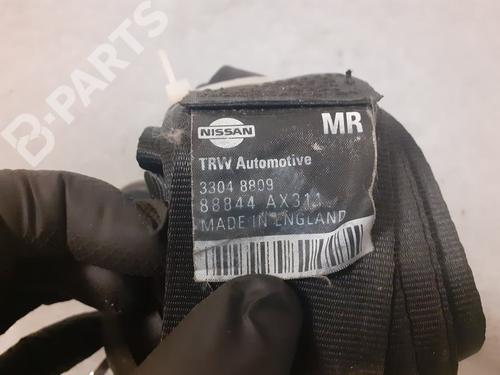 B-PARTS
NISSAN
MR
TRW Automotive
3304 8809
88844 AX311
MADE IN ENGLAND